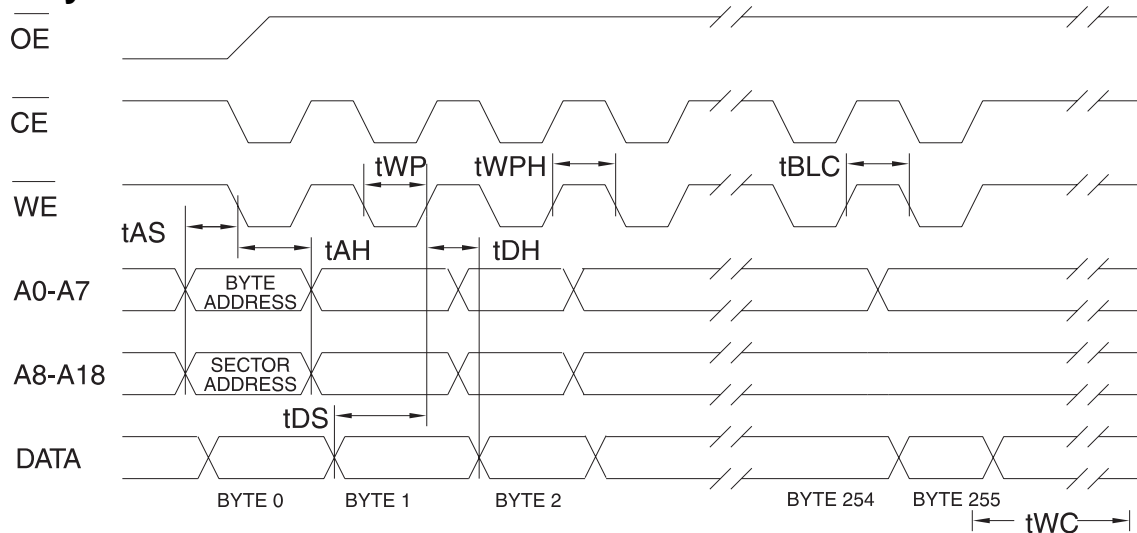 OE
CE
tWP
tWPH
tBLC
WE
tAS
tAH
tDH
A0-A7
BYTE
ADDRESS
A8-A18
SECTOR
ADDRESS
tDS
DATA
BYTE 0
BYTE 1
BYTE 2
BYTE 254
BYTE 255
tWC